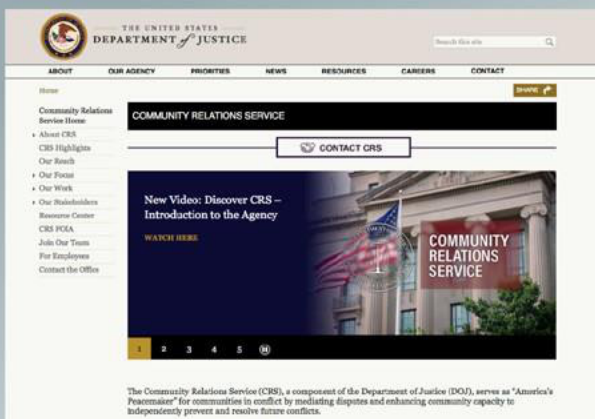 THE UNITED STATES
DEPARTMENT of JUSTICE
Search this site
ABOUT OUR AGENCY PRIORITIES NEWS RESOURCES CAREERS CONTACT
Home
SHARE
Community Relations
Service Home
About CRS
CRS Highlights
Our Reach
Our Focus
Our Work
Our Stakeholders
Resource Center
CRS FOIA
Join Our Team
For Employees
Contact the Office
COMMUNITY RELATIONS SERVICE
CONTACT CRS
New Video: Discover CRS –
Introduction to the Agency
WATCH HERE
COMMUNITY
RELATIONS
SERVICE
1 2 3 4 5
The Community Relations Service (CRS), a component of the Department of Justice (DOJ), serves as "America's
Peacemaker" for communities in conflict by mediating disputes and enhancing community capacity to
independently prevent and resolve future conflicts.